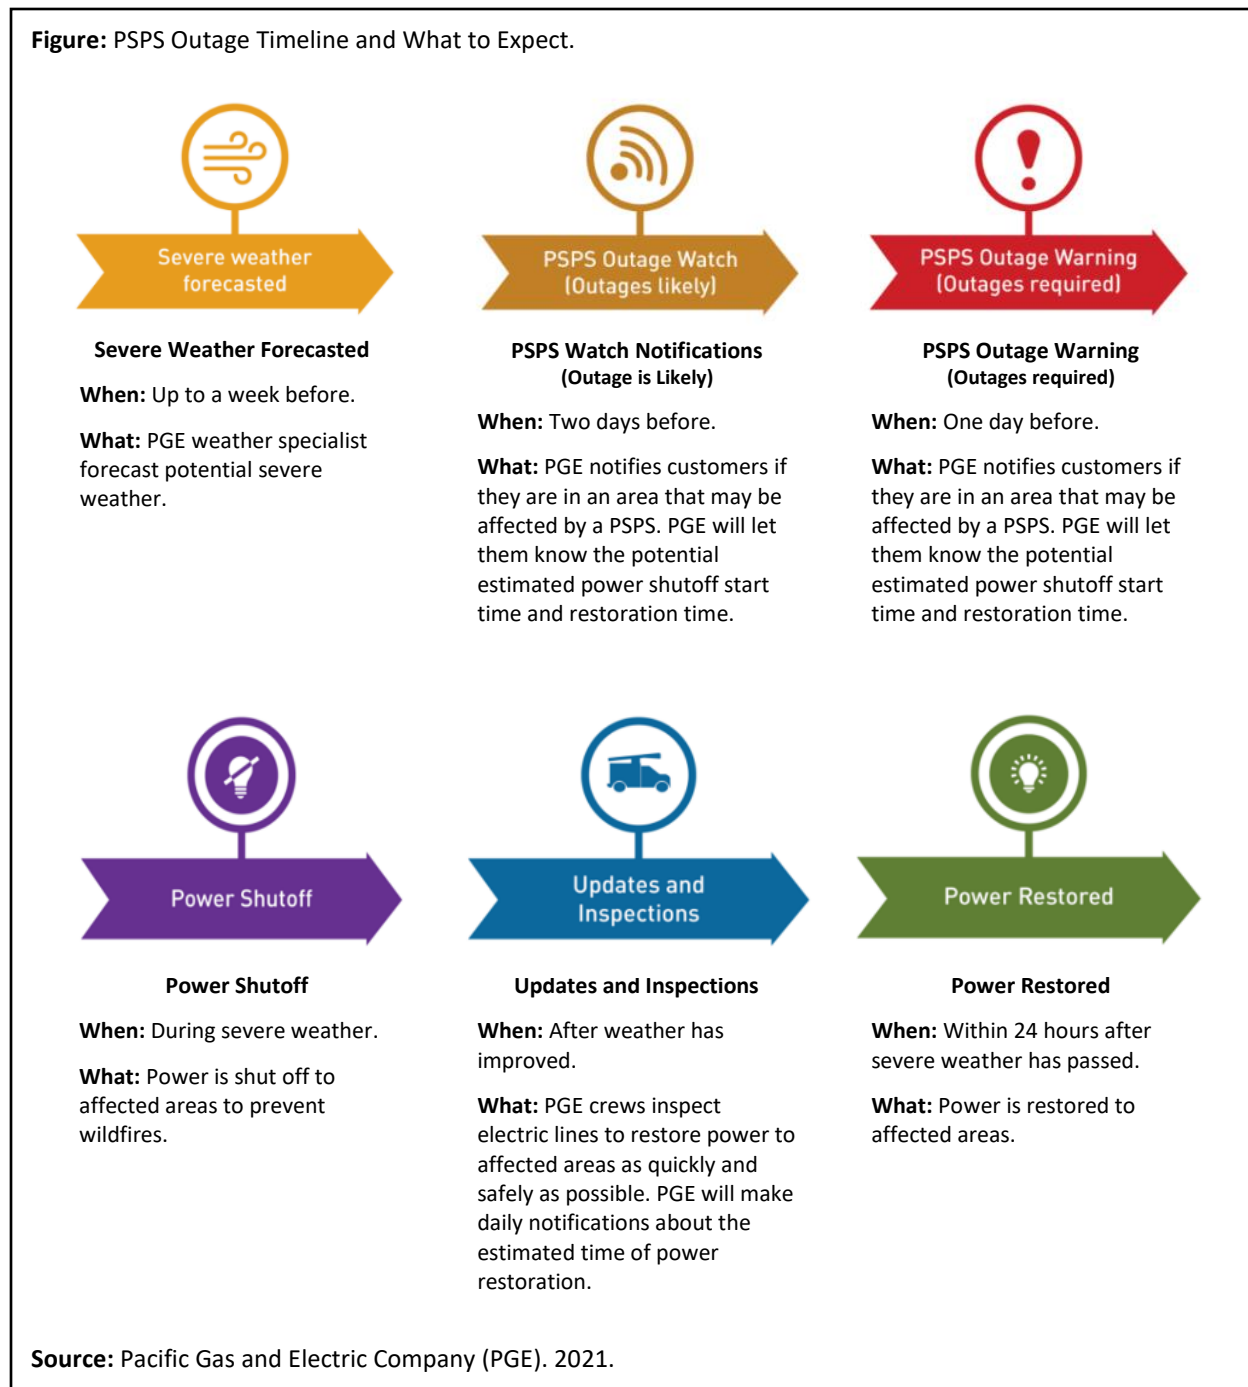 Figure: PSPS Outage Timeline and What to Expect.
Severe weather
forecasted
PSPS Outage Watch
(Outages likely)
PSPS Outage Warning
(Outages required)
Severe Weather Forecasted
When: Up to a week before.
What: PGE weather specialist
forecast potential severe
weather.
PSPS Watch Notifications
(Outage is Likely)
When: Two days before.
What: PGE notifies customers if
they are in an area that may be
affected by a PSPS. PGE will let
them know the potential
estimated power shutoff start
time and restoration time.
PSPS Outage Warning
(Outages required)
When: One day before.
What: PGE notifies customers if
they are in an area that may be
affected by a PSPS. PGE will let
them know the potential
estimated power shutoff start
time and restoration time.
Power Shutoff
Updates and
Inspections
Power Restored
Power Shutoff
When: During severe weather.
What: Power is shut off to
affected areas to prevent
wildfires.
Updates and Inspections
When: After weather has
improved.
What: PGE crews inspect
electric lines to restore power to
affected areas as quickly and
safely as possible. PGE will make
daily notifications about the
estimated time of power
restoration.
Power Restored
When: Within 24 hours after
severe weather has passed.
What: Power is restored to
affected areas.
Source: Pacific Gas and Electric Company (PGE). 2021.